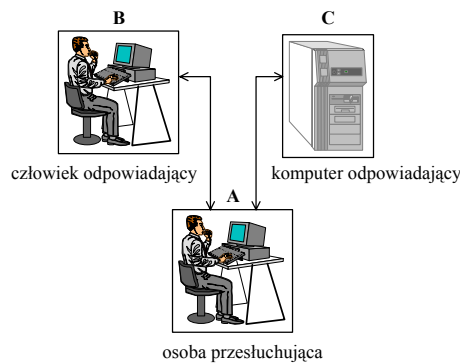 B
C
człowiek odpowiadający
komputer odpowiadający
A
osoba przesłuchująca